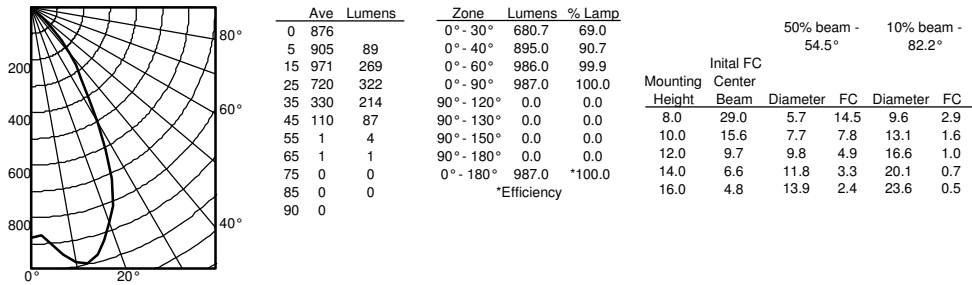 80°
200
400
60°
600
800
40°
0°
20°
Ave Lumens
0 876
5 905 89
15 971 269
25 720 322
35 330 214
45 110 87
55 1 4
65 1 1
75 0 0
85 0 0
90 0
Zone Lumens % Lamp
0°- 30° 680.7 69.0
0°- 40° 895.0 90.7
0°- 60° 986.0 99.9
0°- 90° 987.0 100.0
90°- 120° 0.0 0.0
90°- 130° 0.0 0.0
90°- 150° 0.0 0.0
90°- 180° 0.0 0.0
0°- 180° 987.0 *100.0
*Efficiency
50% beam - 10% beam -
54.5° 82.2°
Inital FC
Mounting Center
Height Beam Diameter FC Diameter FC
8.0 29.0 5.7 14.5 9.6 2.9
10.0 15.6 7.7 7.8 13.1 1.6
12.0 9.7 9.8 4.9 16.6 1.0
14.0 6.6 11.8 3.3 20.1 0.7
16.0 4.8 13.9 2.4 23.6 0.5